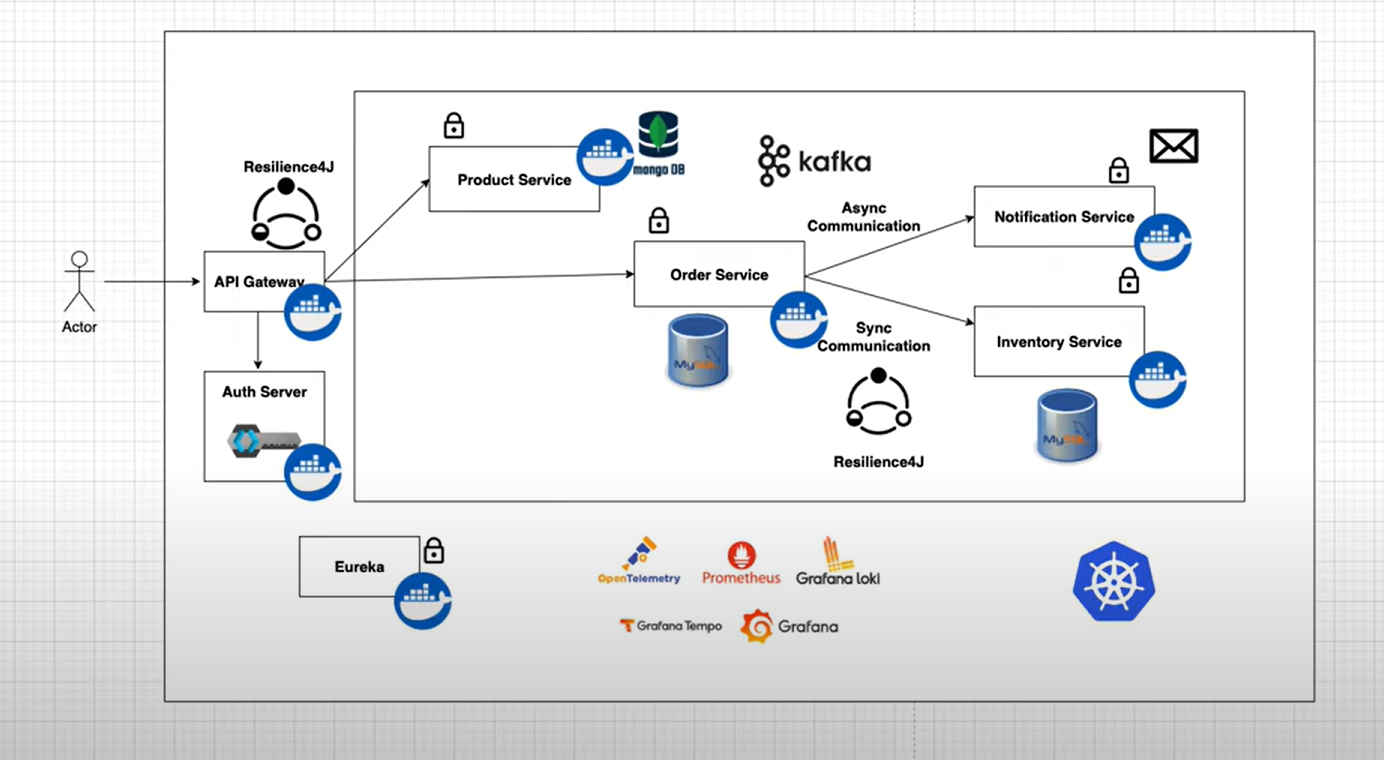 Resilience4J
mongo DB
Product Service
kafka
Async
Communication
Notification Service
Actor
API Gateway
Order Service
MySQL
Sync
Communication
Inventory Service
Auth Server
MySQL
Resilience4J
Eureka
OpenTelemetry
Prometheus
Grafana loki
Grafana Tempo
Grafana